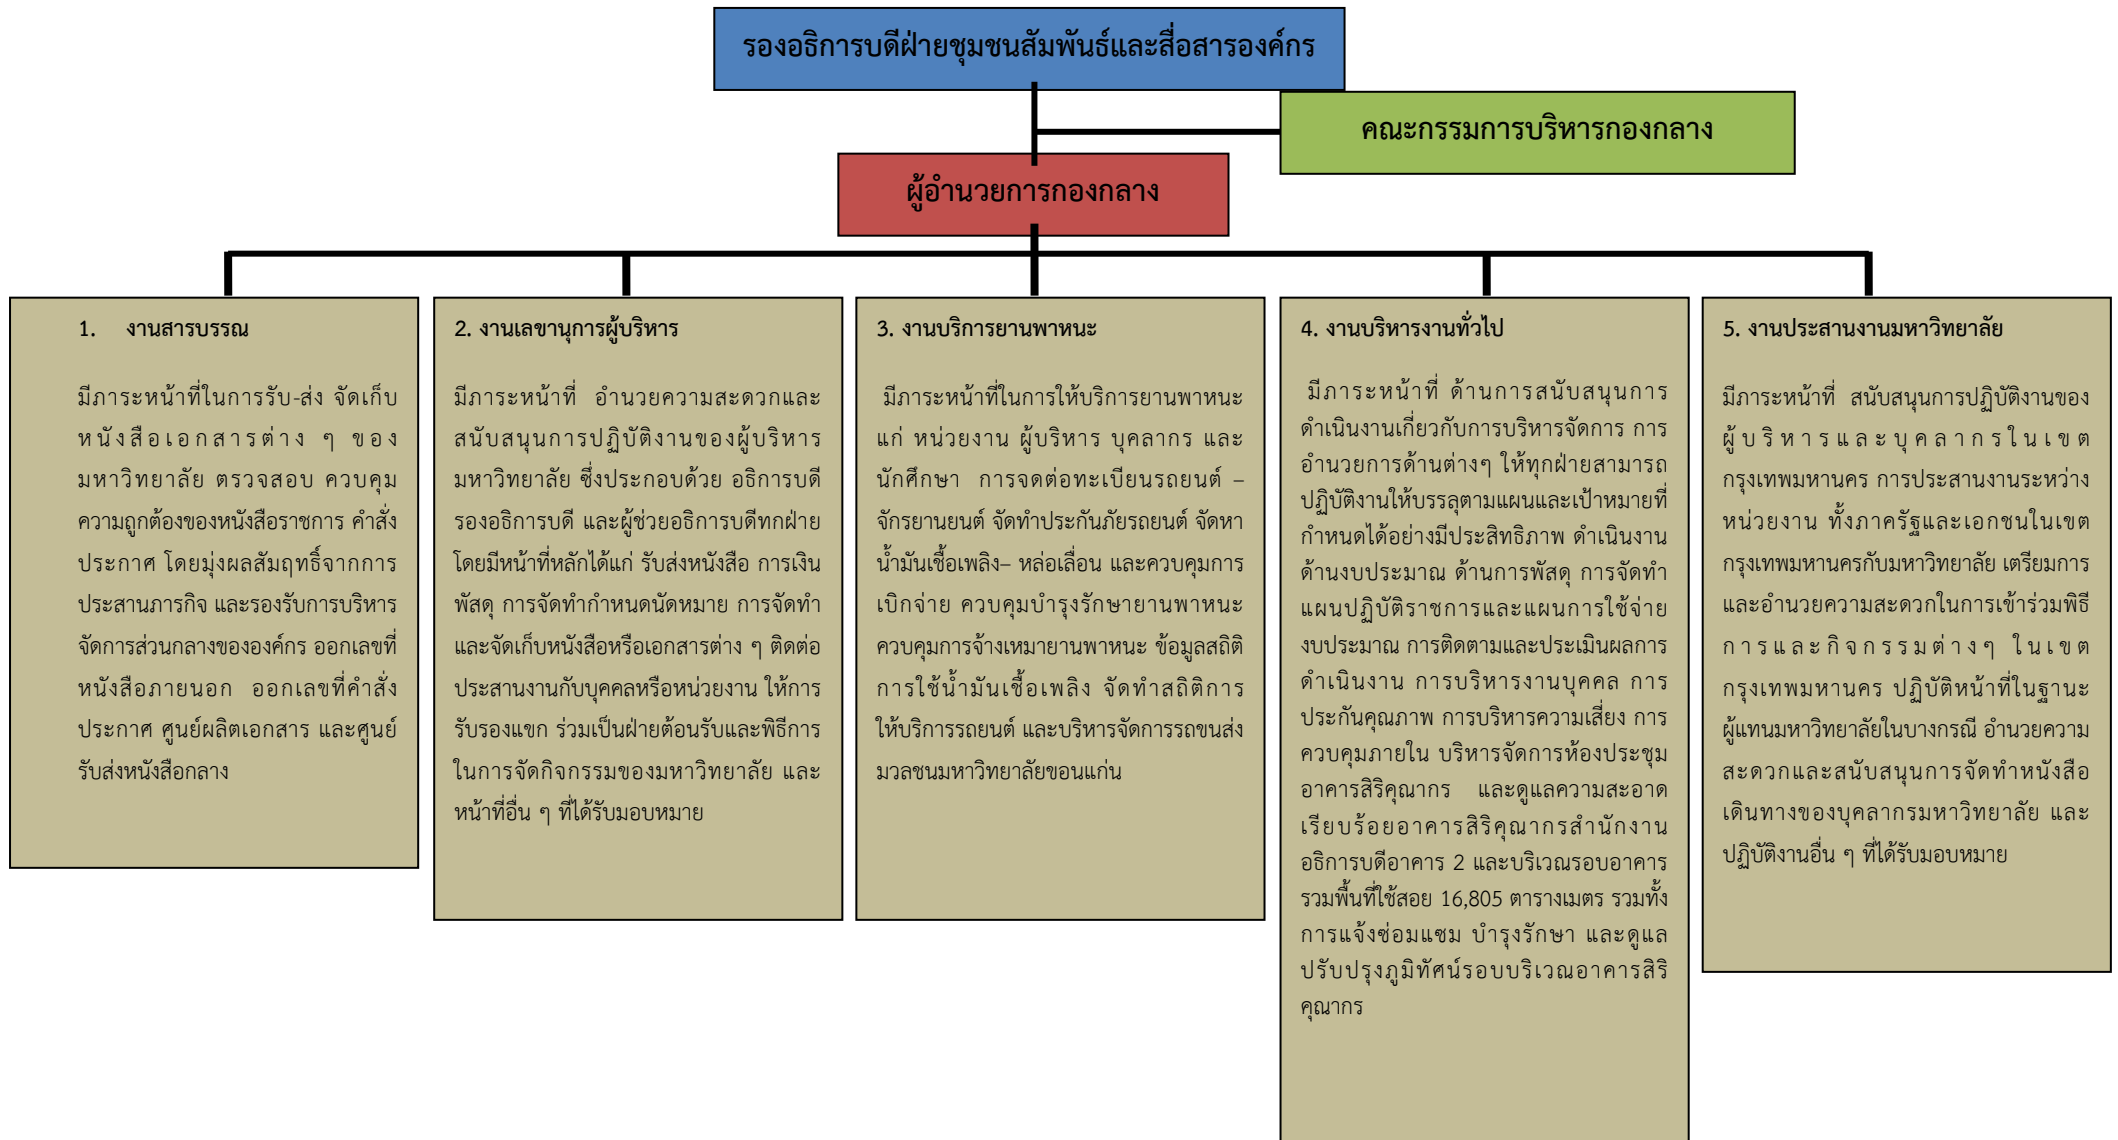 รองอธิการบดีฝ่ายชุมชนสัมพันธ์และสื่อสารองค์กร
คณะกรรมการบริหารกองกลาง
ผู้อำนวยการกองกลาง
1. งานสารบรรณ
มีภาระหน้าที่ในการรับ-ส่ง จัดเก็บ
หนังสือเอกสารต่าง ๆ ของ
มหาวิทยาลัย ตรวจสอบ ควบคุม
ความถูกต้องของหนังสือราชการ คำสั่ง
ประกาศ โดยมุ่งผลสัมฤทธิ์จากการ
ประสานภารกิจ และรองรับการบริหาร
จัดการส่วนกลางขององค์กร ออกเลขที่
หนังสือภายนอก ออกเลขที่คำสั่ง
ประกาศ ศูนย์ผลิตเอกสาร และศูนย์
รับส่งหนังสือกลาง
2. งานเลขานุการผู้บริหาร
มีภาระหน้าที่ อำนวยความสะดวกและ
สนับสนุนการปฏิบัติงานของผู้บริหาร
มหาวิทยาลัย ซึ่งประกอบด้วย อธิการบดี
รองอธิการบดี และผู้ช่วยอธิการบดีทกฝ่าย
โดยมีหน้าที่หลักได้แก่ รับส่งหนังสือ การเงิน
พัสดุ การจัดทำกำหนดนัดหมาย การจัดทำ
และจัดเก็บหนังสือหรือเอกสารต่าง ๆ ติดต่อ
ประสานงานกับบุคคลหรือหน่วยงาน ให้การ
รับรองแขก ร่วมเป็นฝ่ายต้อนรับและพิธีการ
ในการจัดกิจกรรมของมหาวิทยาลัย และ
หน้าที่อื่น ๆ ที่ได้รับมอบหมาย
3. งานบริการยานพาหนะ
มีภาระหน้าที่ในการให้บริการยานพาหนะ
แก่ หน่วยงาน ผู้บริหาร บุคลากร และ
นักศึกษา การจดต่อทะเบียนรถยนต์ –
จักรยานยนต์ จัดทำประกันภัยรถยนต์ จัดหา
น้ำมันเชื้อเพลิง– หล่อเลื่อน และควบคุมการ
เบิกจ่าย ควบคุมบำรุงรักษายานพาหนะ
ควบคุมการจ้างเหมายานพาหนะ ข้อมูลสถิติ
การใช้น้ำมันเชื้อเพลิง จัดทำสถิติการ
ให้บริการรถยนต์ และบริหารจัดการรถขนส่ง
มวลชนมหาวิทยาลัยขอนแก่น
4. งานบริหารงานทั่วไป
มีภาระหน้าที่ ด้านการสนับสนุนการ
ดำเนินงานเกี่ยวกับการบริหารจัดการ การ
อำนวยการด้านต่างๆ ให้ทุกฝ่ายสามารถ
ปฏิบัติงานให้บรรลุตามแผนและเป้าหมายที่
กำหนดได้อย่างมีประสิทธิภาพ ดำเนินงาน
ด้านงบประมาณ ด้านการพัสดุ การจัดทำ
แผนปฏิบัติราชการและแผนการใช้จ่าย
งบประมาณ การติดตามและประเมินผลการ
ดำเนินงาน การบริหารงานบุคคล การ
ประกันคุณภาพ การบริหารความเสี่ยง การ
ควบคุมภายใน บริหารจัดการห้องประชุม
อาคารสิริคุณากร และดูแลความสะอาด
เรียบร้อยอาคารสิริคุณากรสำนักงาน
อธิการบดีอาคาร 2 และบริเวณรอบอาคาร
รวมพื้นที่ใช้สอย 16,805 ตารางเมตร รวมทั้ง
การแจ้งซ่อมแซม บำรุงรักษา และดูแล
ปรับปรุงภูมิทัศน์รอบบริเวณอาคารสิริ
คุณากร
5. งานประสานงานมหาวิทยาลัย
มีภาระหน้าที่ สนับสนุนการปฏิบัติงานของ
ผู้บริหารและบุคลากรในเขต
กรุงเทพมหานคร การประสานงานระหว่าง
หน่วยงาน ทั้งภาครัฐและเอกชนในเขต
กรุงเทพมหานครกับมหาวิทยาลัย เตรียมการ
และอำนวยความสะดวกในการเข้าร่วมพิธี
การและกิจกรรมต่างๆ ในเขต
กรุงเทพมหานคร ปฏิบัติหน้าที่ในฐานะ
ผู้แทนมหาวิทยาลัยในบางกรณี อำนวยความ
สะดวกและสนับสนุนการจัดทำหนังสือ
เดินทางของบุคลากรมหาวิทยาลัย และ
ปฏิบัติงานอื่น ๆ ที่ได้รับมอบหมาย